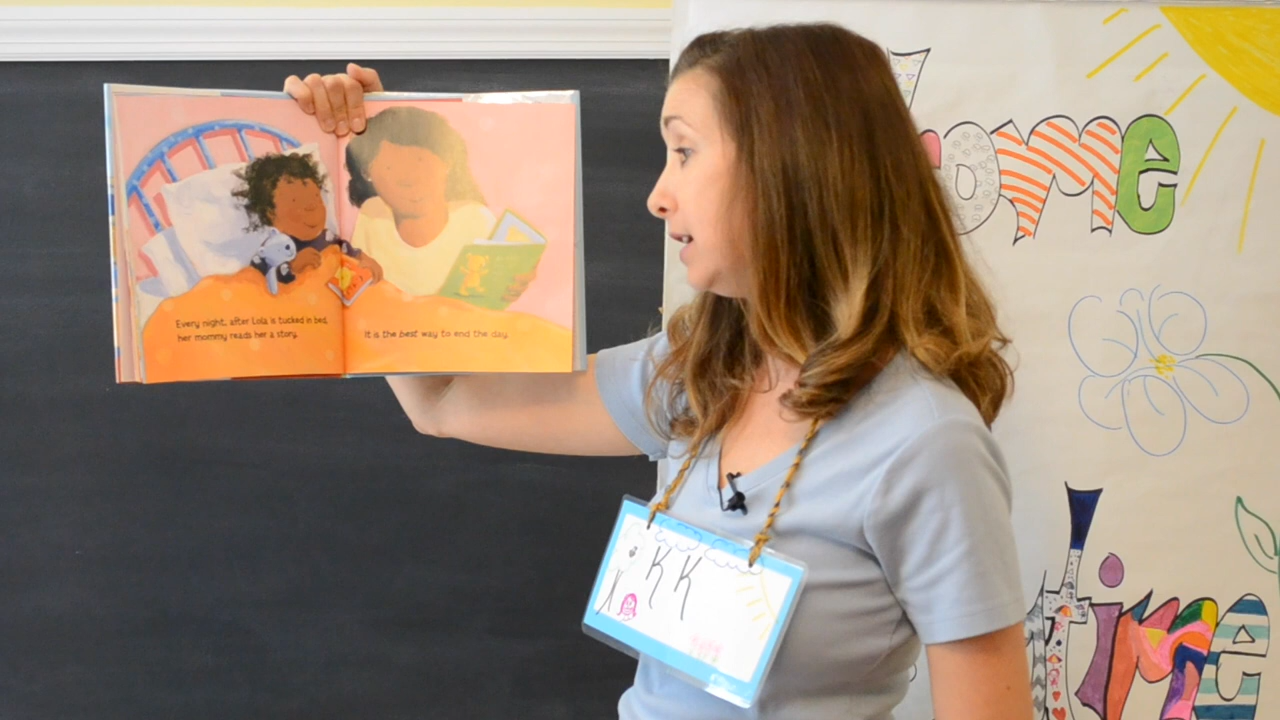 Every night, after Lola is tucked in bed,
her mommy reads her a story.
It is the best way to end the day.
KK
ome
time